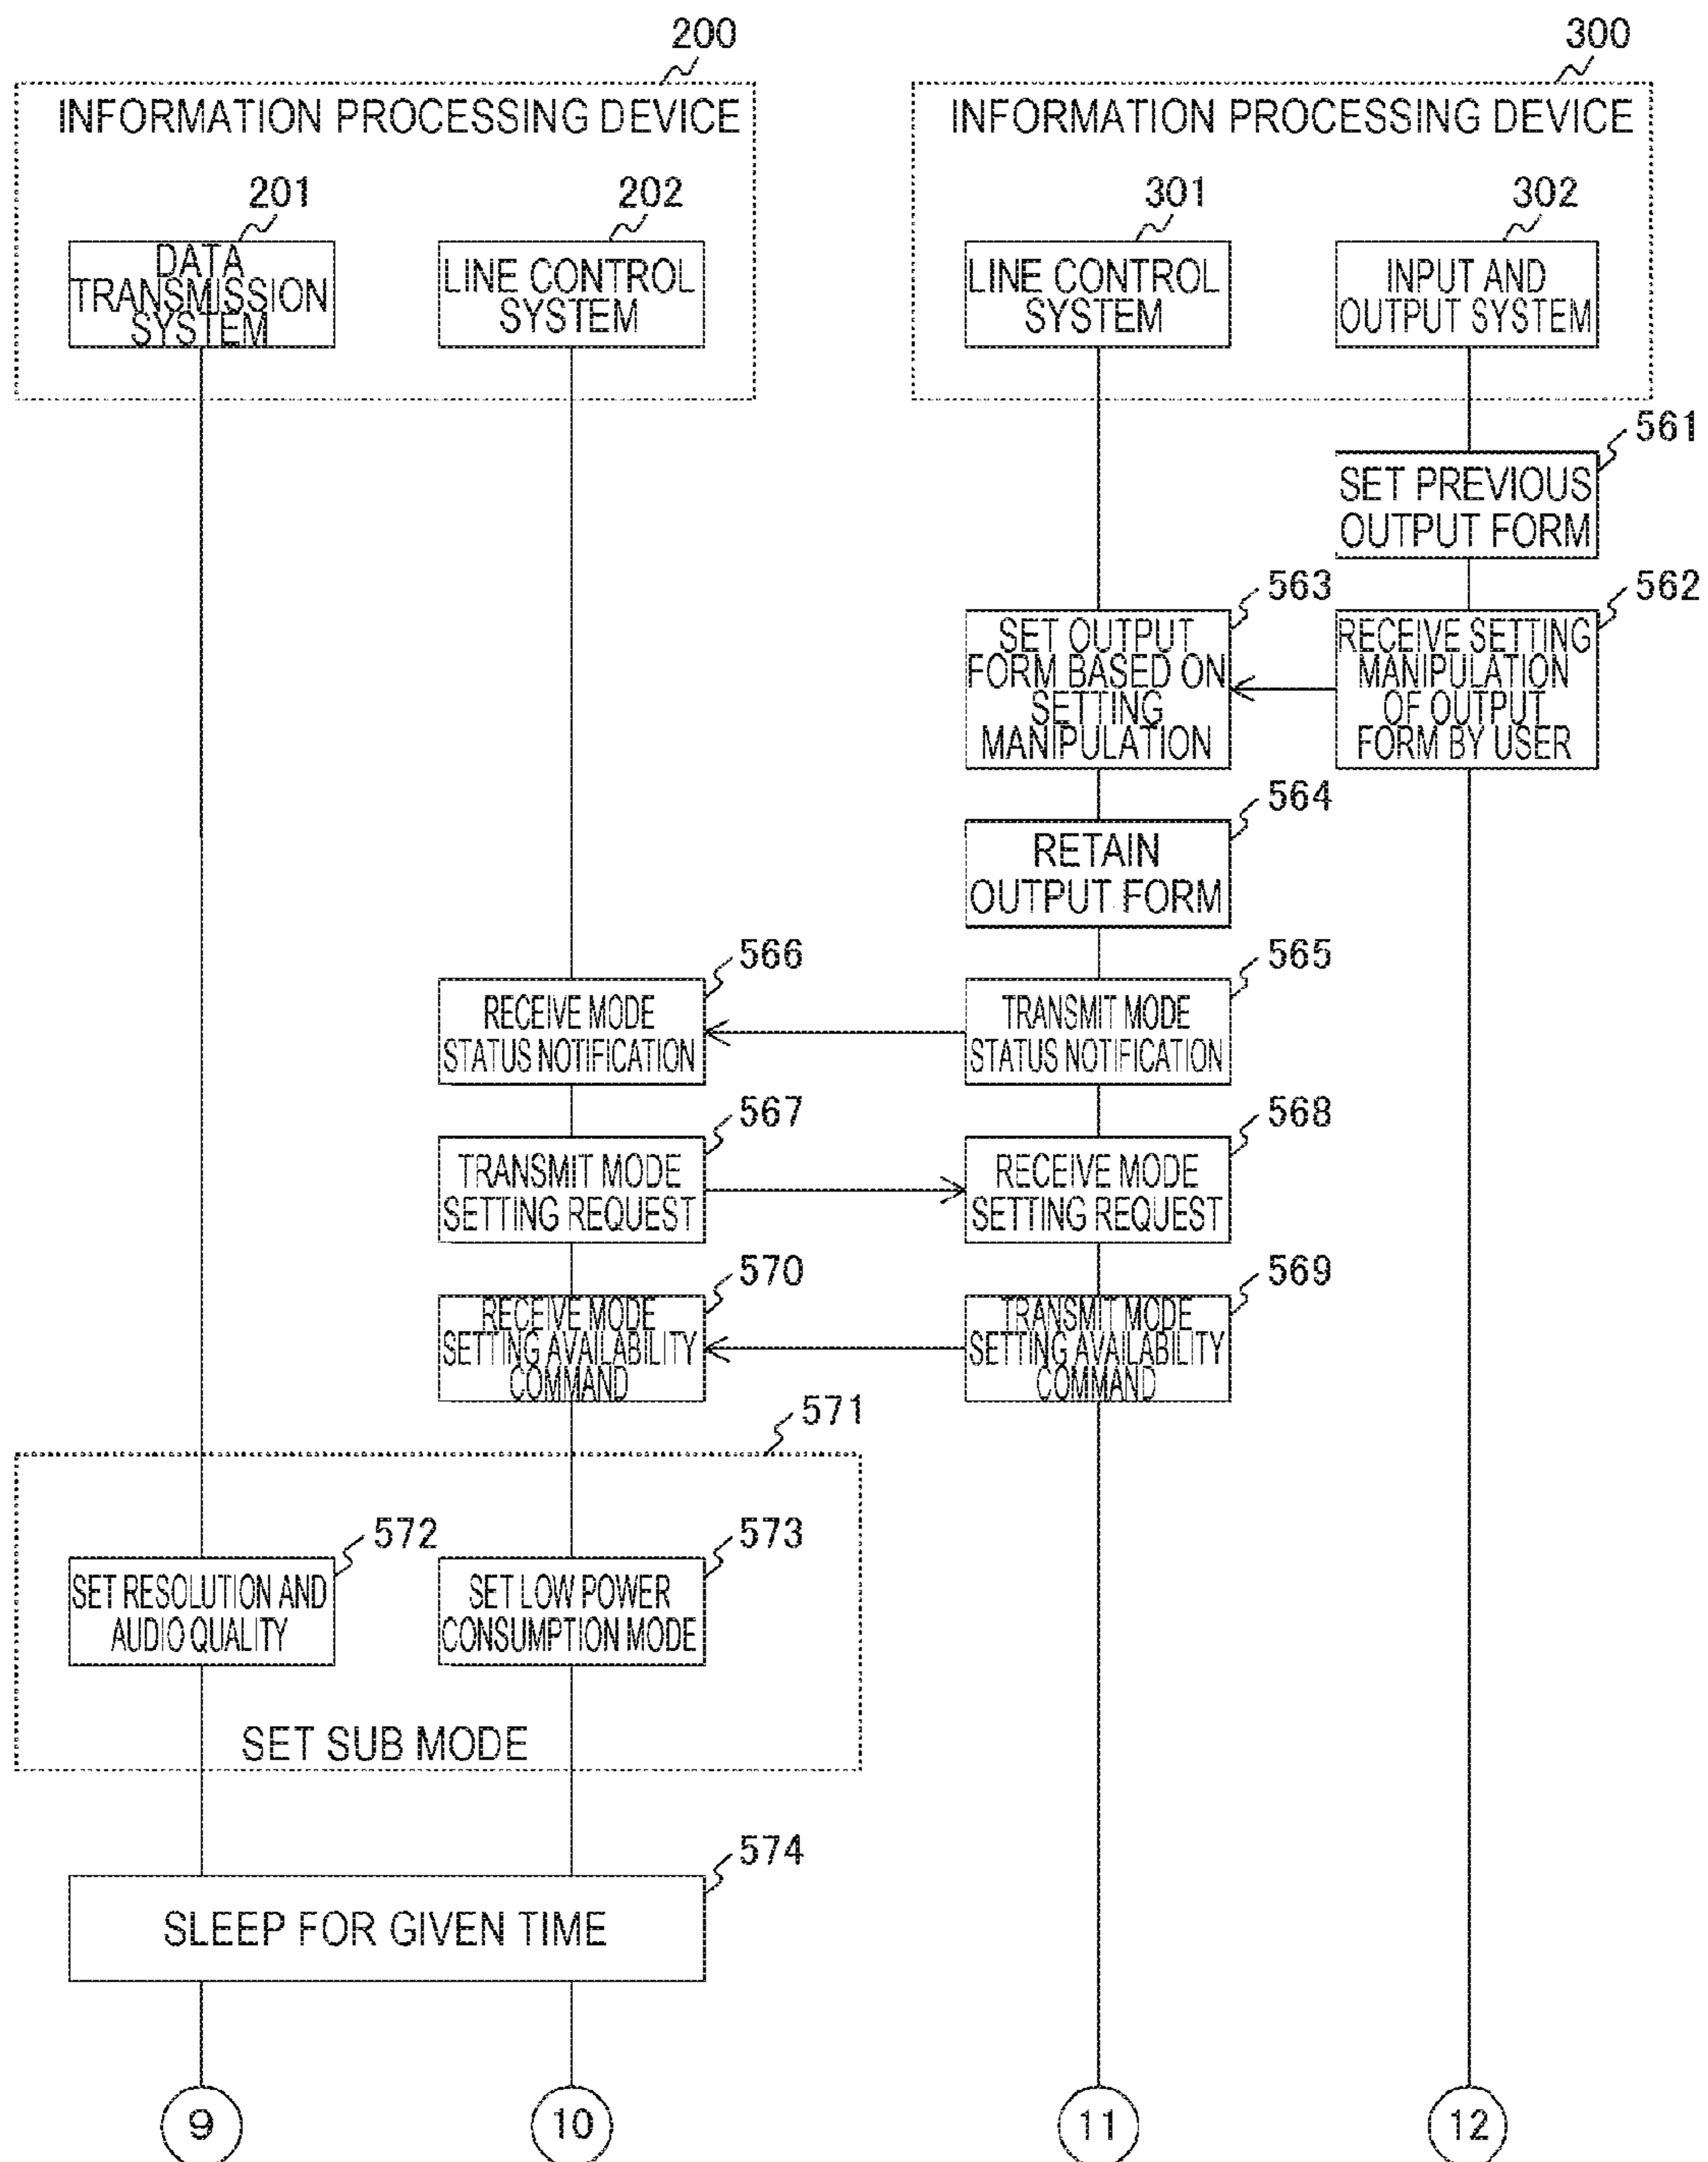 200
300
INFORMATION PROCESSING DEVICE
INFORMATION PROCESSING DEVICE
201
202
301
302
DATA
TRANSMISSION
SYSTEM
LINE CONTROL
SYSTEM
LINE CONTROL
SYSTEM
INPUT AND
OUTPUT SYSTEM
561
SET PREVIOUS
OUTPUT FORM
563
562
SET OUTPUT
FORM BASED ON
SETTING
MANIPULATION
RECEIVE SETTING
MANIPULATION
OF OUTPUT
FORM BY USER
564
RETAIN
OUTPUT FORM
566
565
RECEIVE MODE
STATUS NOTIFICATION
TRANSMIT MODE
STATUS NOTIFICATION
567
568
TRANSMIT MODE
SETTING REQUEST
RECEIVE MODE
SETTING REQUEST
570
569
RECEIVE MODE
SETTING AVAILABILITY
COMMAND
TRANSMIT MODE
SETTING AVAILABILITY
COMMAND
571
572
573
SET RESOLUTION AND
AUDIO QUALITY
SET LOW POWER
CONSUMPTION MODE
SET SUB MODE
574
SLEEP FOR GIVEN TIME
9
10
11
12